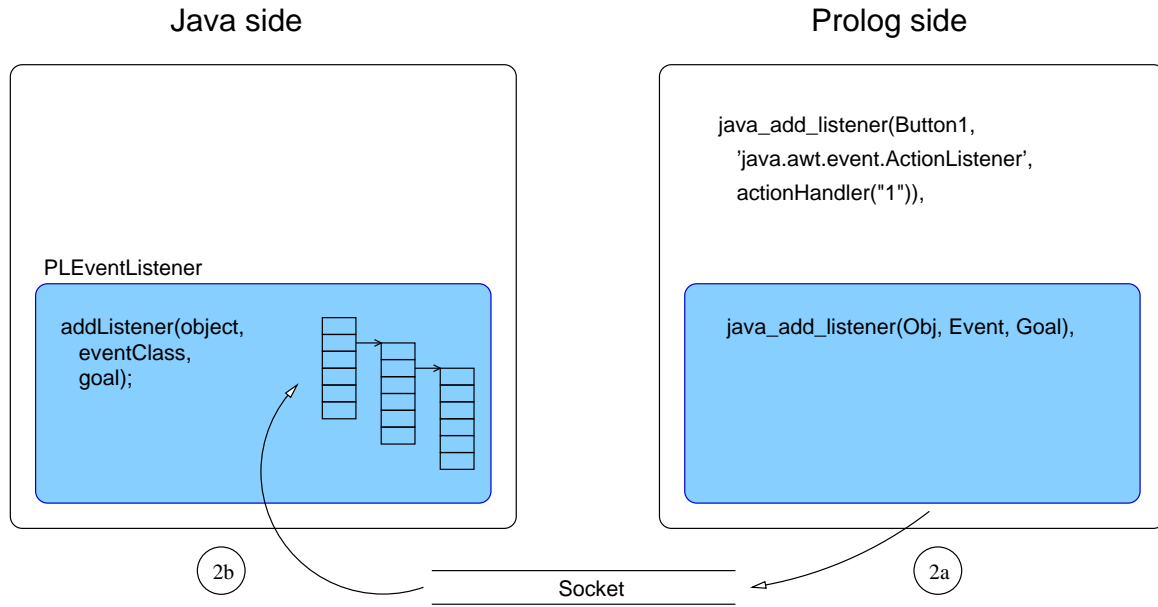 Java side
Prolog side
java_add_listener(Button1,
’java.awt.event.ActionListener’,
actionHandler("1")),
PLEventListener
addListener(object,
eventClass,
goal);
java_add_listener(Obj, Event, Goal),
2b
Socket
2a